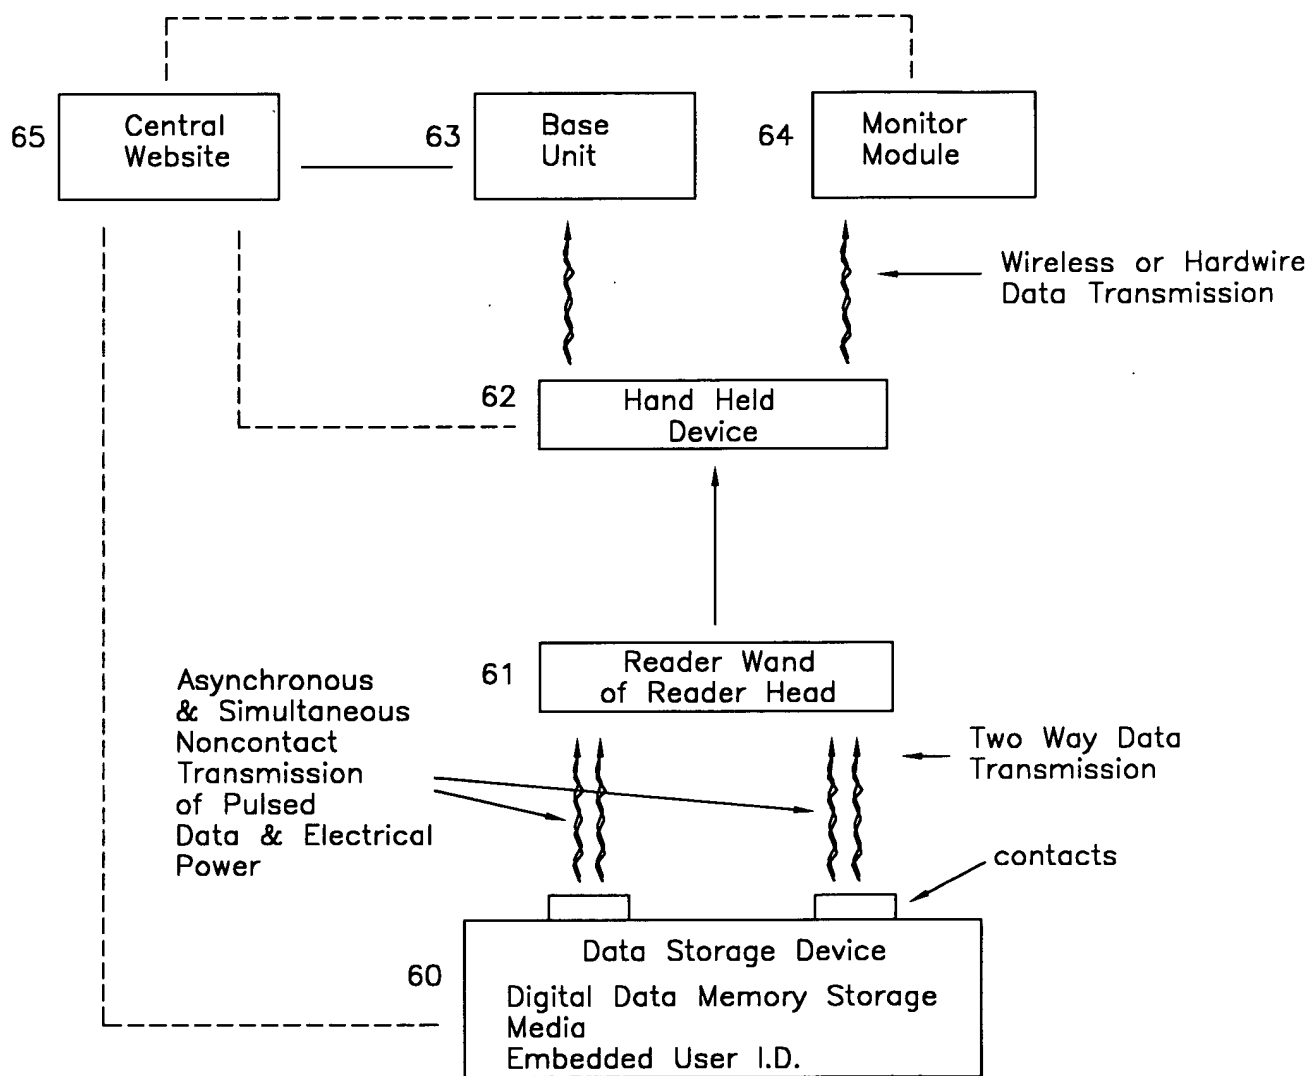 65
Central
Website
63
Base
Unit
64
Monitor
Module
Wireless or Hardwire
Data Transmission
62
Hand Held
Device
61
Reader Wand
of Reader Head
Asynchronous
& Simultaneous
Noncontact
Transmission
of Pulsed
Data & Electrical
Power
Two Way Data
Transmission
contacts
60
Data Storage Device
Digital Data Memory Storage
Media
Embedded User I.D.